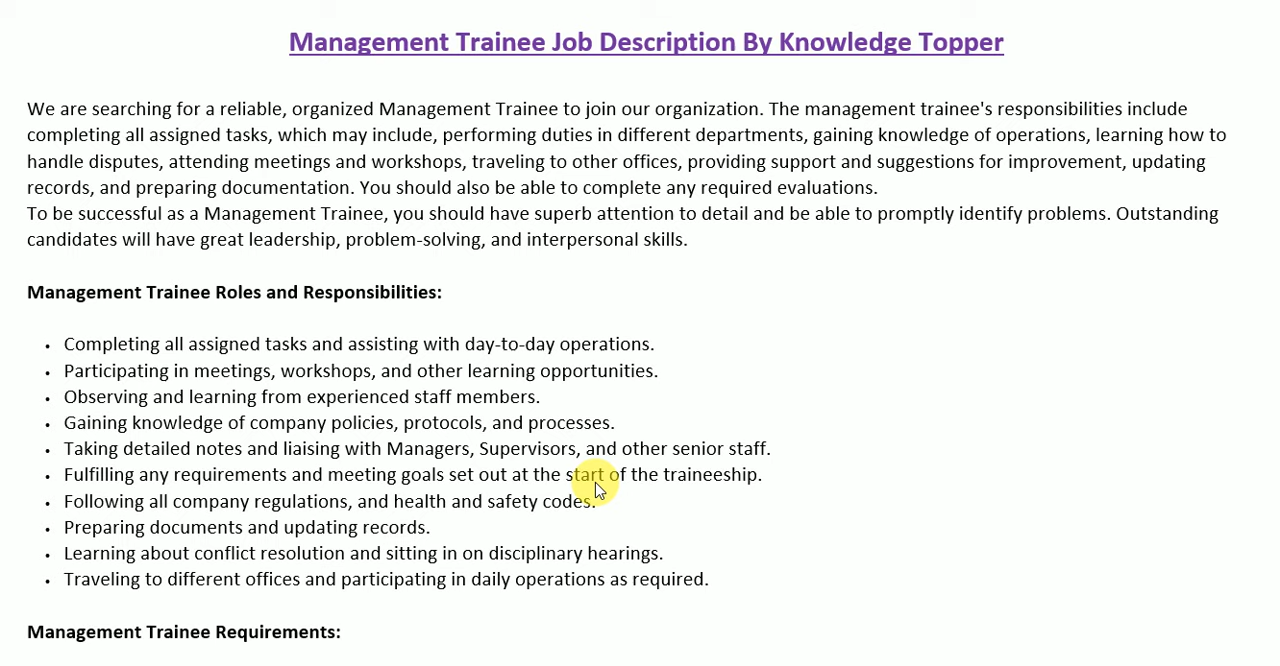 Management Trainee Job Description By Knowledge Topper
We are searching for a reliable, organized Management Trainee to join our organization. The management trainee's responsibilities include
completing all assigned tasks, which may include, performing duties in different departments, gaining knowledge of operations, learning how to
handle disputes, attending meetings and workshops, traveling to other offices, providing support and suggestions for improvement, updating
records, and preparing documentation. You should also be able to complete any required evaluations.
To be successful as a Management Trainee, you should have superb attention to detail and be able to promptly identify problems. Outstanding
candidates will have great leadership, problem-solving, and interpersonal skills.
Management Trainee Roles and Responsibilities:
• Completing all assigned tasks and assisting with day-to-day operations.
• Participating in meetings, workshops, and other learning opportunities.
• Observing and learning from experienced staff members.
• Gaining knowledge of company policies, protocols, and processes.
• Taking detailed notes and liaising with Managers, Supervisors, and other senior staff.
• Fulfilling any requirements and meeting goals set out at the start of the traineeship.
• Following all company regulations, and health and safety codes.
• Preparing documents and updating records.
• Learning about conflict resolution and sitting in on disciplinary hearings.
• Traveling to different offices and participating in daily operations as required.
Management Trainee Requirements: